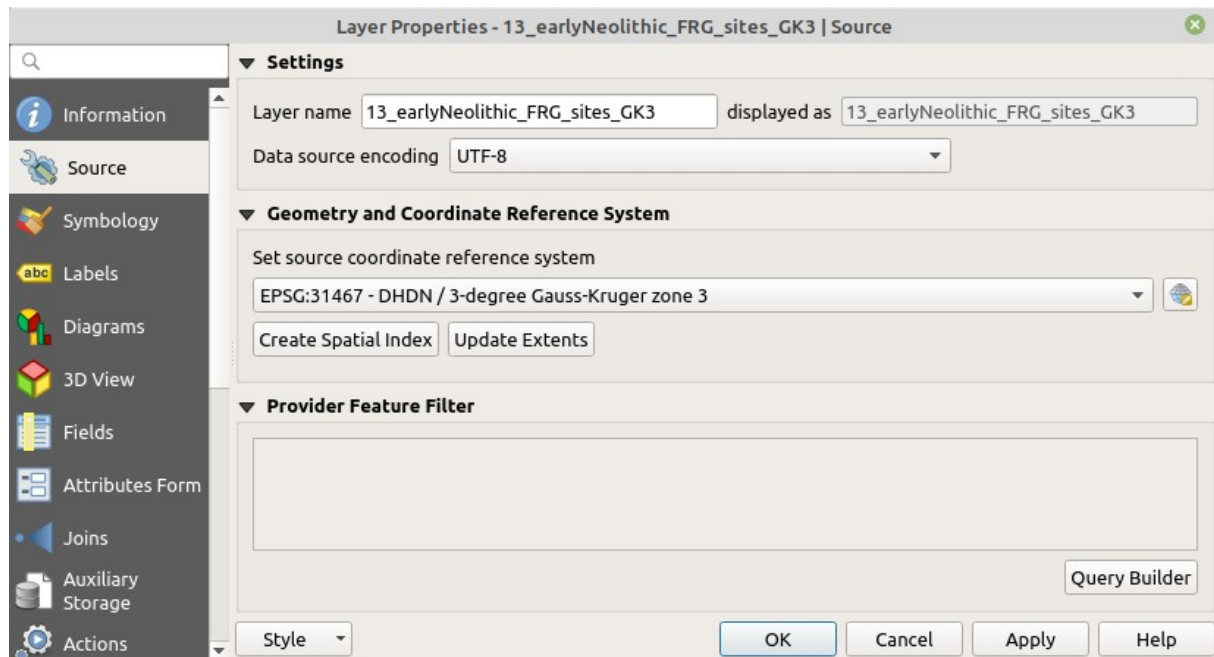 Layer Properties - 13_earlyNeolithic_FRG_sites_GK3 | Source
Information
Source
Symbology
abc Labels
Diagrams
3D View
Fields
Attributes Form
Joins
Auxiliary
Storage
Actions
Settings
Layer name 13_earlyNeolithic_FRG_sites_GK3 displayed as 13_earlyNeolithic_FRG_sites_GK3
Data source encoding UTF-8
Geometry and Coordinate Reference System
Set source coordinate reference system
EPSG:31467 - DHDN / 3-degree Gauss-Kruger zone 3
Create Spatial Index Update Extents
Provider Feature Filter
Query Builder
Style OK Cancel Apply Help